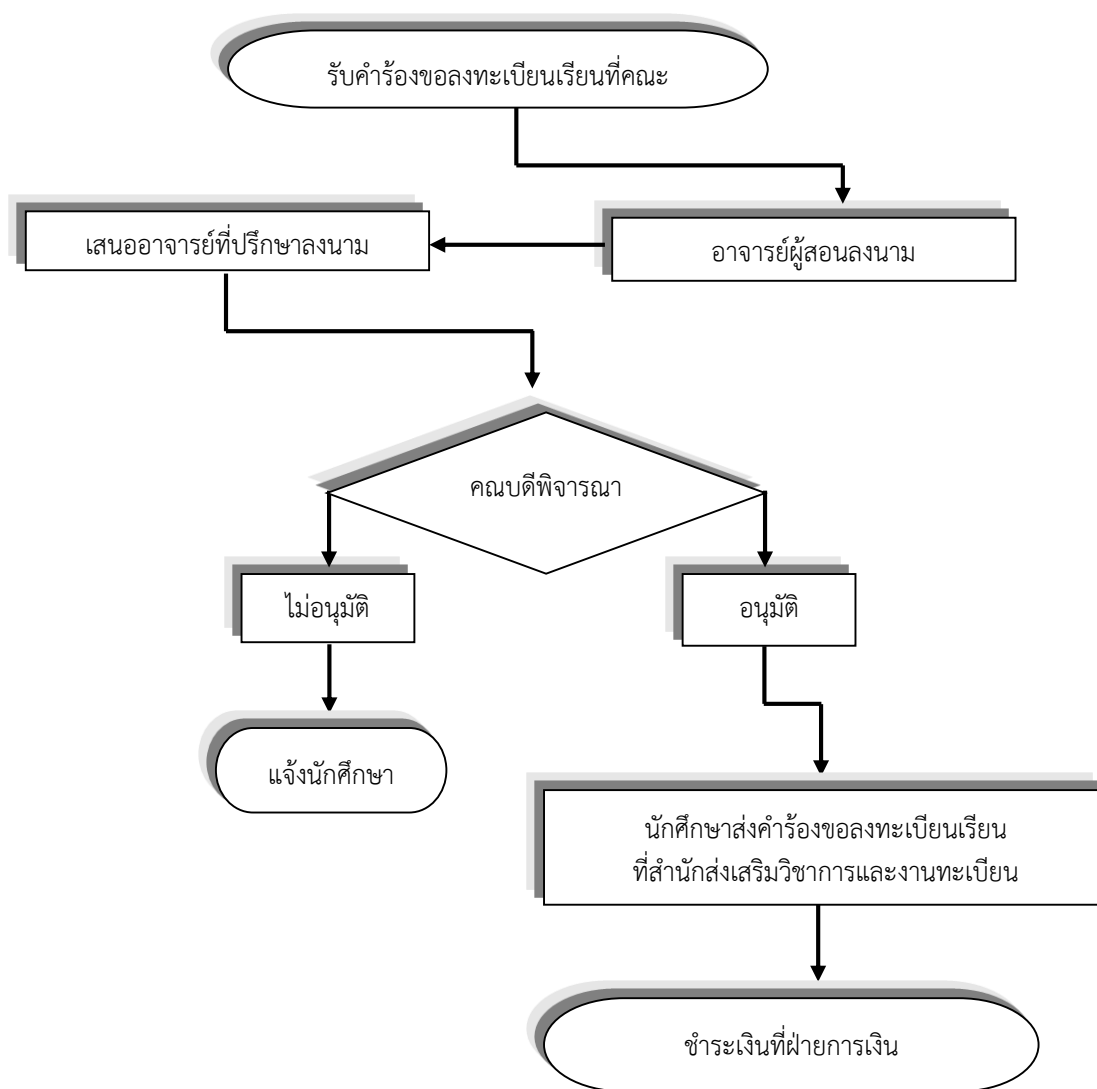 รับคำร้องขอลงทะเบียนเรียนที่คณะ
อาจารย์ผู้สอนลงนาม
เสนออาจารย์ที่ปรึกษาลงนาม
คณบดีพิจารณา
ไม่อนุมัติ
อนุมัติ
แจ้งนักศึกษา
นักศึกษาส่งคำร้องขอลงทะเบียนเรียน
ที่สำนักส่งเสริมวิชาการและงานทะเบียน
ชำระเงินที่ฝ่ายการเงิน